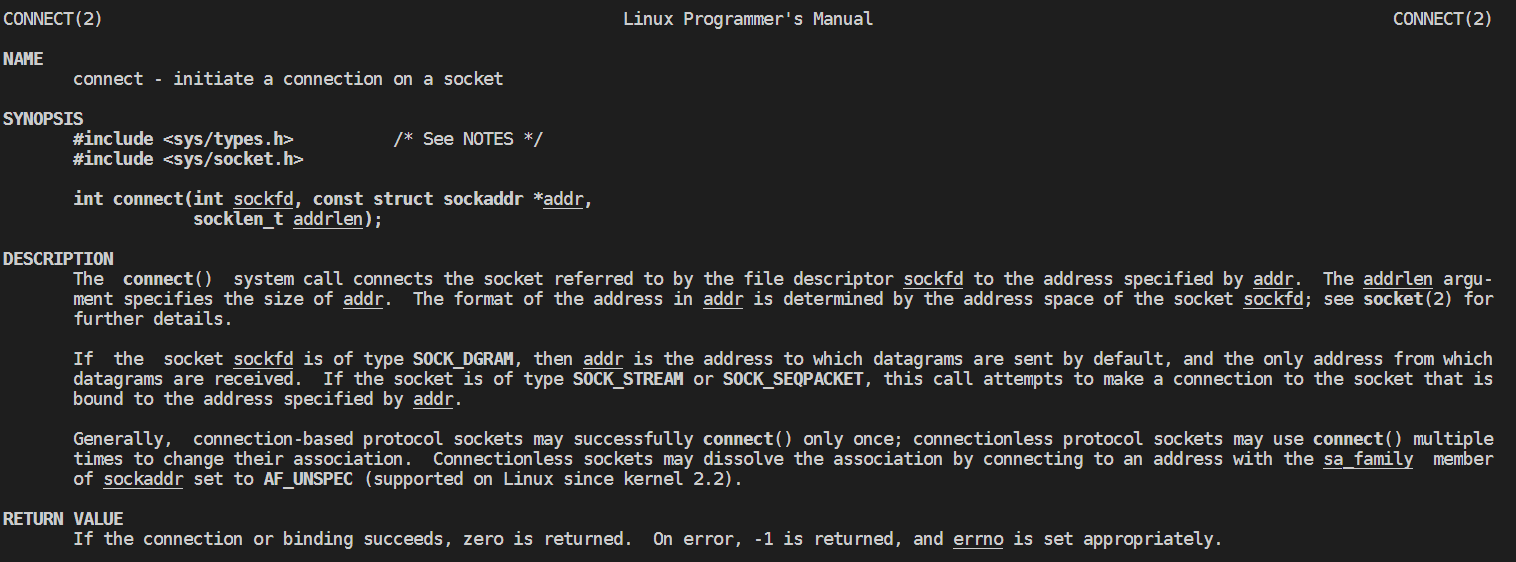 CONNECT(2) Linux Programmer's Manual CONNECT(2)
NAME
connect - initiate a connection on a socket
SYNOPSIS
#include <sys/types.h> /* See NOTES */
#include <sys/socket.h>
int connect(int sockfd, const struct sockaddr *addr,
socklen_t addrlen);
DESCRIPTION
The connect() system call connects the socket referred to by the file descriptor sockfd to the address specified by addr. The addrlen argu-
ment specifies the size of addr. The format of the address in addr is determined by the address space of the socket sockfd; see socket(2) for
further details.
If the socket sockfd is of type SOCK_DGRAM, then addr is the address to which datagrams are sent by default, and the only address from which
datagrams are received. If the socket is of type SOCK_STREAM or SOCK_SEQPACKET, this call attempts to make a connection to the socket that is
bound to the address specified by addr.
Generally, connection-based protocol sockets may successfully connect() only once; connectionless protocol sockets may use connect() multiple
times to change their association. Connectionless sockets may dissolve the association by connecting to an address with the sa_family member
of sockaddr set to AF_UNSPEC (supported on Linux since kernel 2.2).
RETURN VALUE
If the connection or binding succeeds, zero is returned. On error, -1 is returned, and errno is set appropriately.